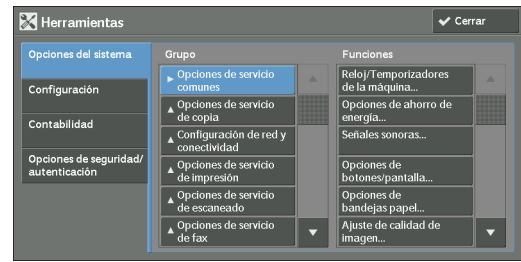 Herramientas
Cerrar
Opciones del sistema
Configuración
Contabilidad
Opciones de seguridad/
autenticación
Grupo
Opciones de servicio
comunes
Opciones de servicio
de copia
Configuración de red y
conectividad
Opciones de servicio
de impresión
Opciones de servicio
de escaneado
Opciones de servicio
de fax
Funciones
Reloj/Temporizadores
de la máquina...
Opciones de ahorro de
energía...
Señales sonoras...
Opciones de
botones/pantalla...
Opciones de
bandejas papel...
Ajuste de calidad de
imagen...